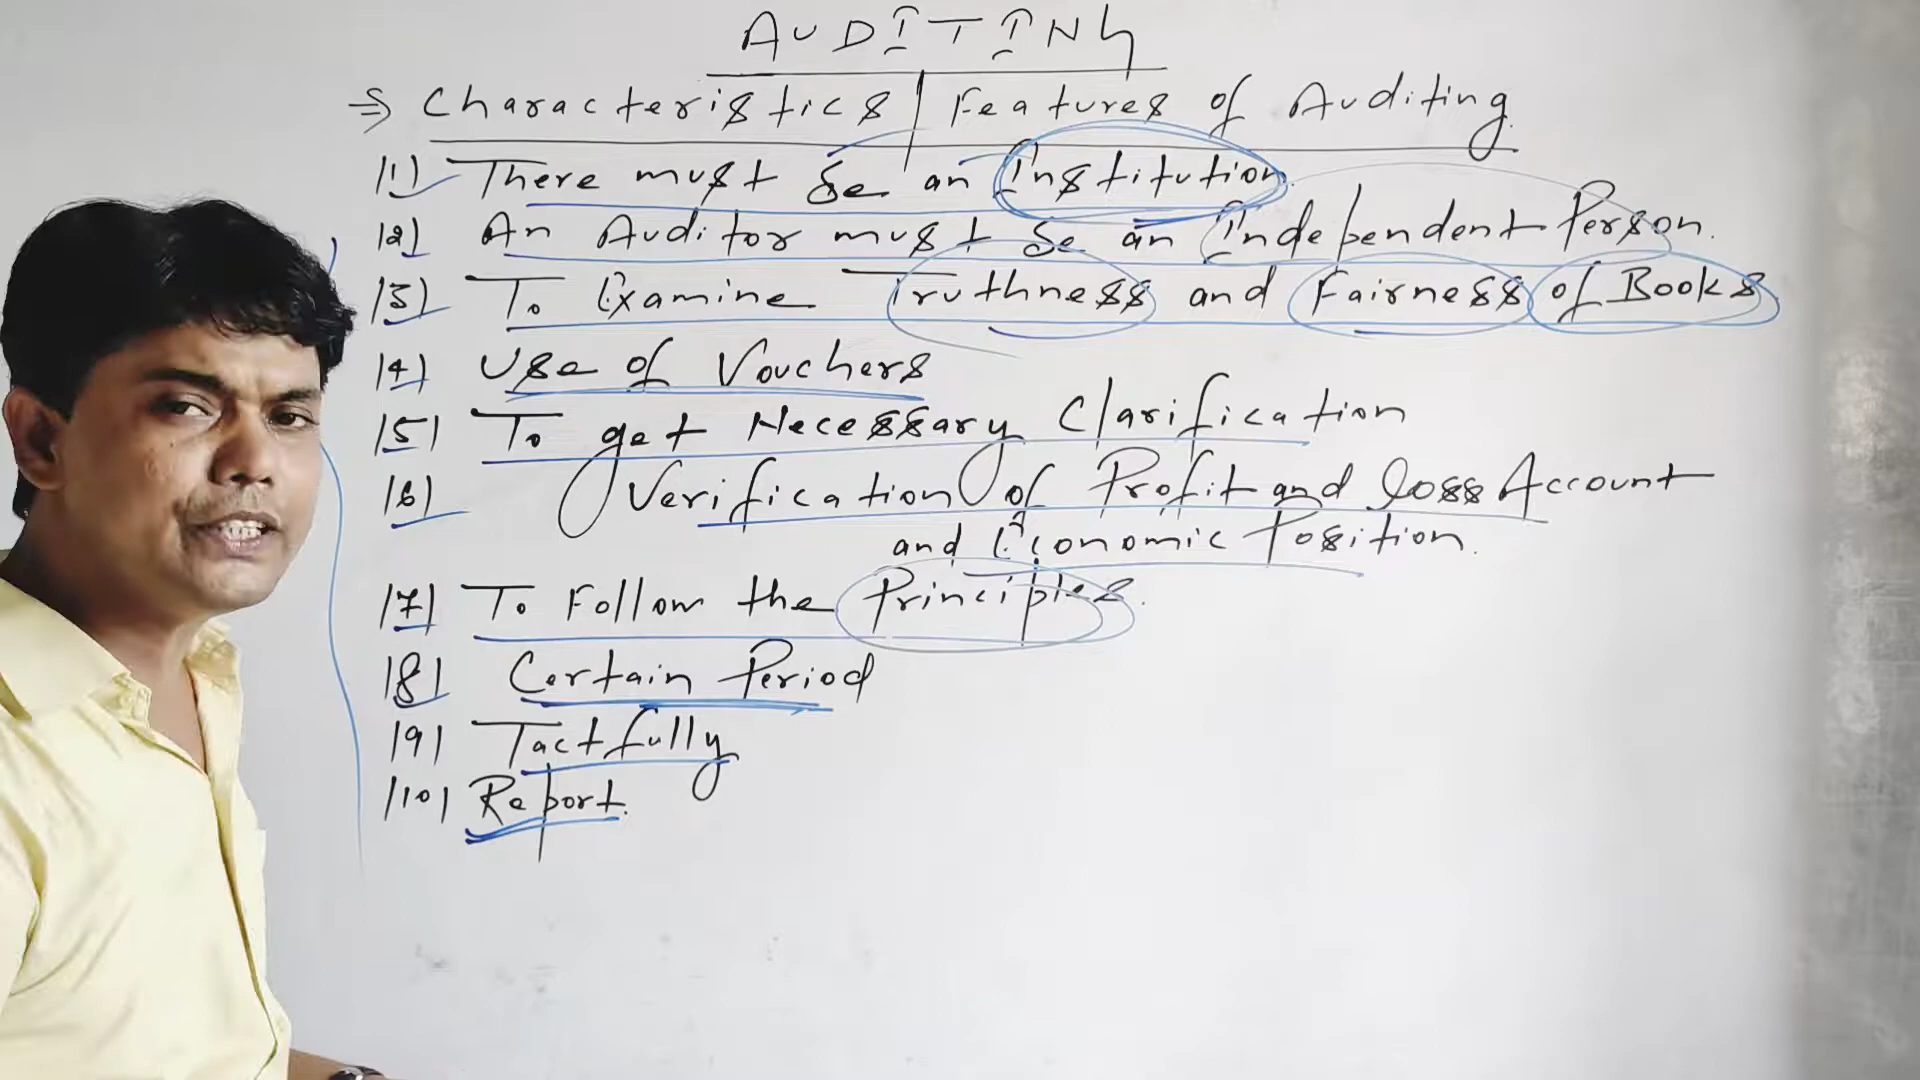 AUDITING
⇒ Characteristics | Features of Auditing.
|1| There must be an Institution.
|2| An Auditor must be an Independent Person.
|3| To Examine Truthness and Fairness of Books
|4| Use of Vouchers
|5| To get Necessary Clarification
|6| Verification of Profit and loss Account
and Economic Position.
|7| To Follow the Principles.
|8| Certain Period
|9| Tactfully
|10| Report.